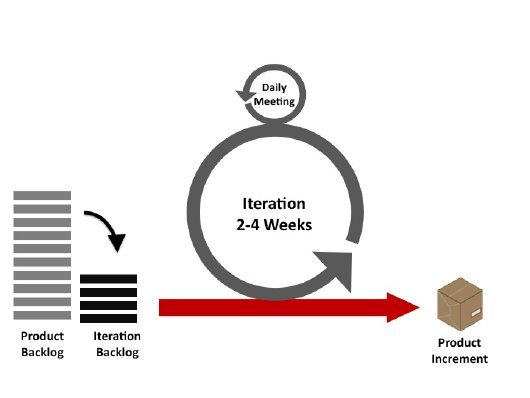 Daily
Meeting
Iteration
2-4 Weeks
Product
Backlog
Iteration
Backlog
Product
Increment